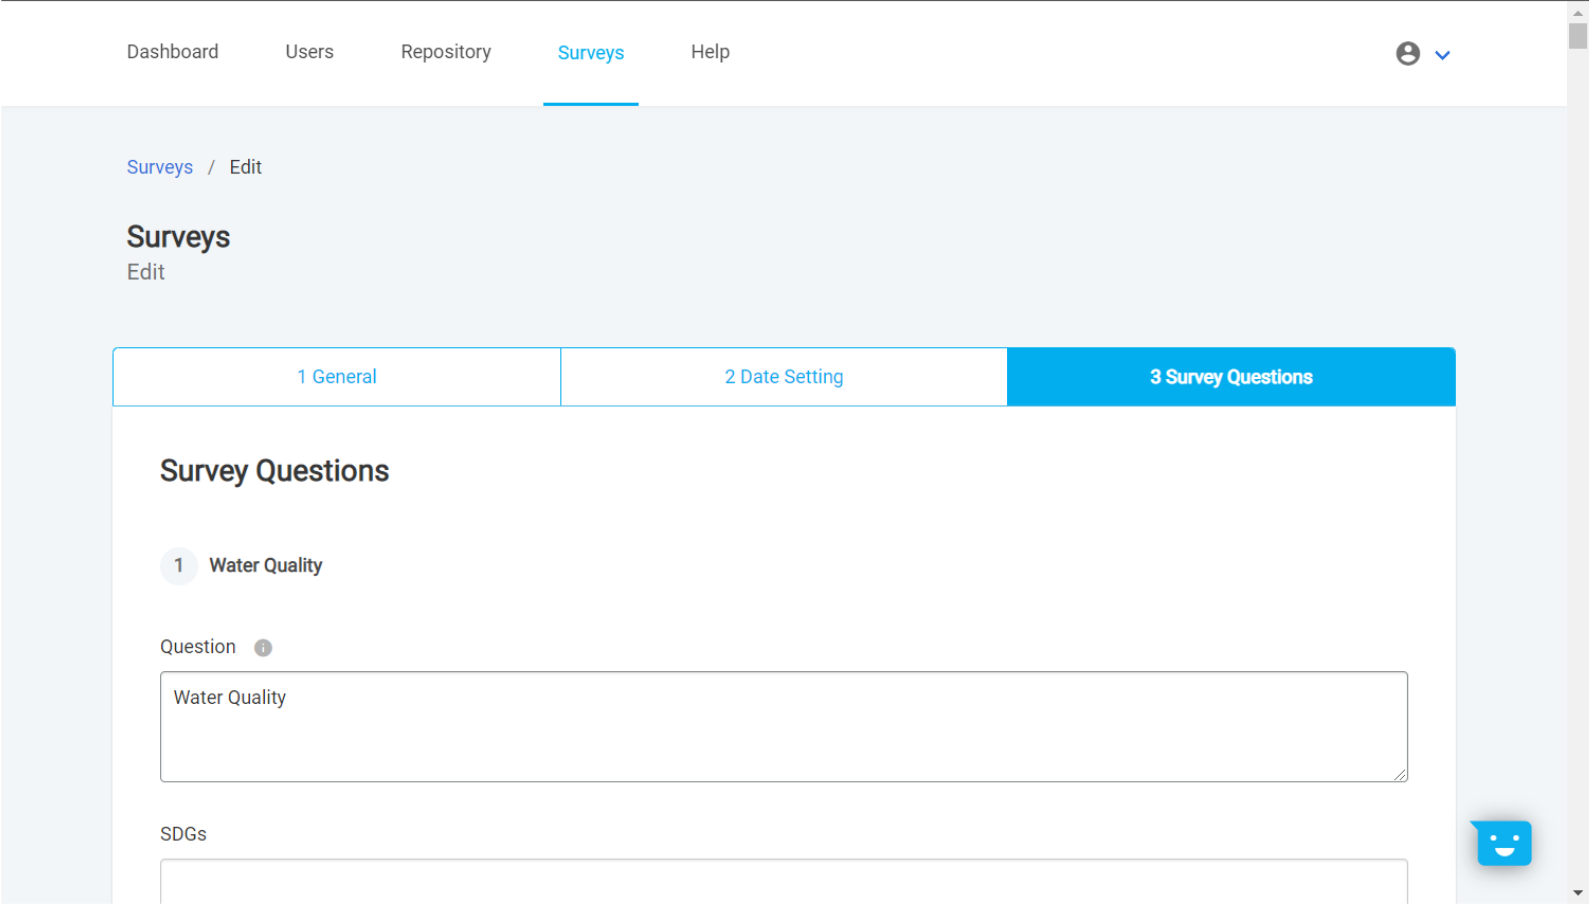 Dashboard Users Repository Surveys Help
Surveys / Edit
Surveys
Edit
1 General 2 Date Setting 3 Survey Questions
Survey Questions
1 Water Quality
Question
Water Quality
SDGs